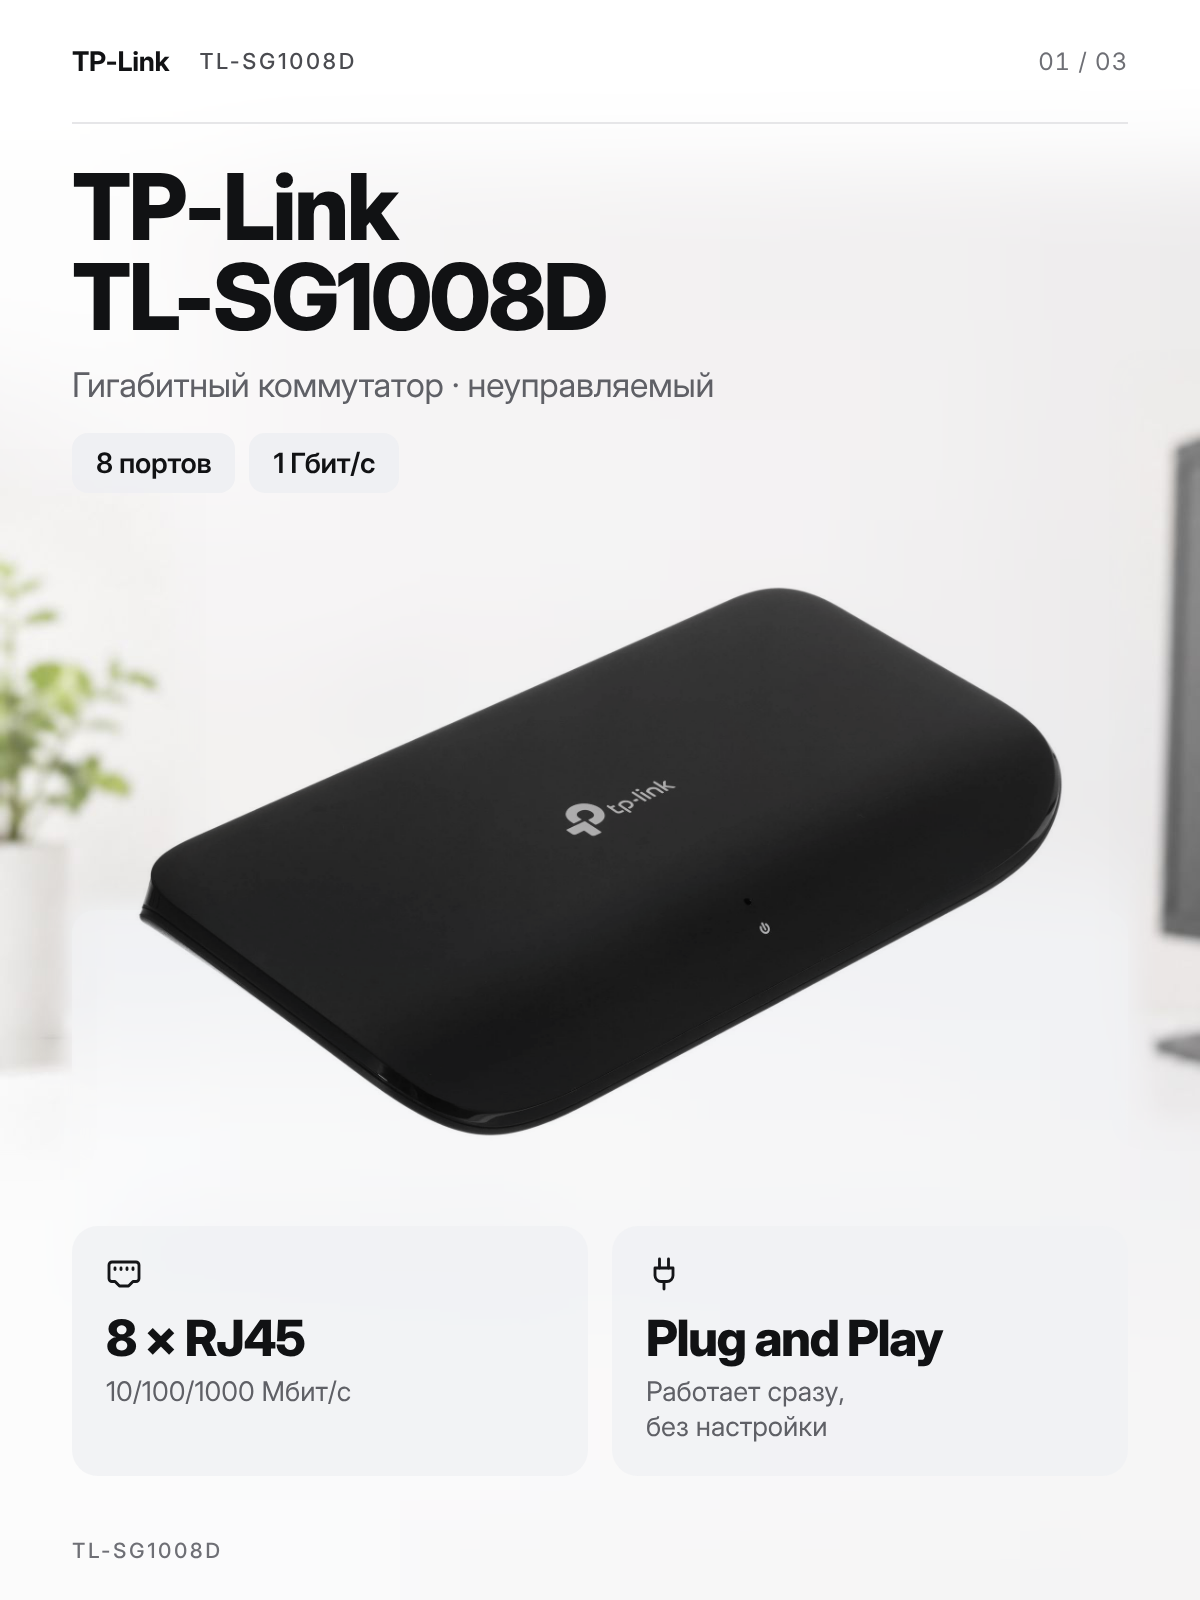 TP-Link TL-SG1008D 01 / 03
TP-Link
TL-SG1008D
Гигабитный коммутатор · неуправляемый
8 портов 1 Гбит/с
tp-link
8 × RJ45
10/100/1000 Мбит/с
Plug and Play
Работает сразу,
без настройки
TL-SG1008D